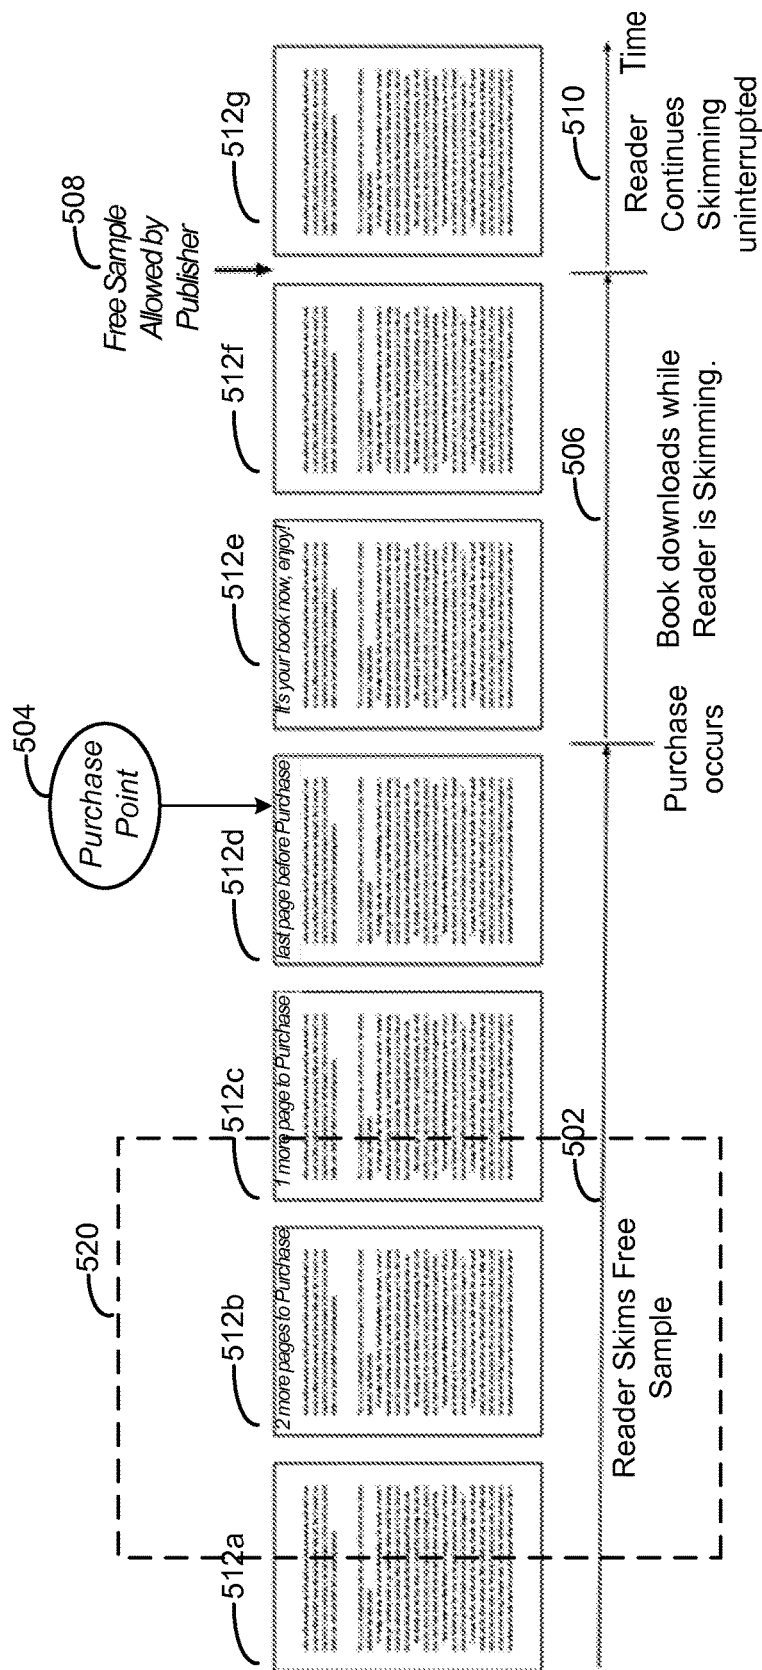 508
Free Sample
Allowed by
Publisher
504
Purchase
Point
520
512a
512b
512c
512d
512e
512f
512g
2 more pages to Purchase
1 more page to Purchase
last page before Purchase
It's your book now, enjoy!
502
506
510
Reader Skims Free
Sample
Purchase
occurs
Book downloads while
Reader is Skimming.
Reader
Continues
Skimming
uninterrupted
Time